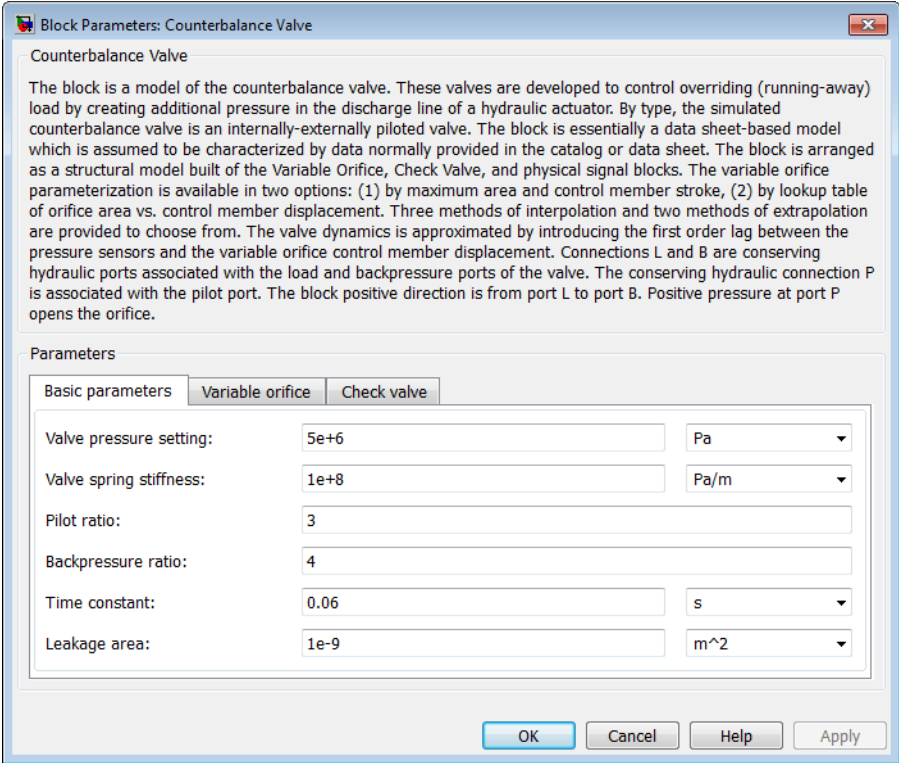 Block Parameters: Counterbalance Valve
Counterbalance Valve
The block is a model of the counterbalance valve. These valves are developed to control overriding (running-away)
load by creating additional pressure in the discharge line of a hydraulic actuator. By type, the simulated
counterbalance valve is an internally-externally piloted valve. The block is essentially a data sheet-based model
which is assumed to be characterized by data normally provided in the catalog or data sheet. The block is arranged
as a structural model built of the Variable Orifice, Check Valve, and physical signal blocks. The variable orifice
parameterization is available in two options: (1) by maximum area and control member stroke, (2) by lookup table
of orifice area vs. control member displacement. Three methods of interpolation and two methods of extrapolation
are provided to choose from. The valve dynamics is approximated by introducing the first order lag between the
pressure sensors and the variable orifice control member displacement. Connections L and B are conserving
hydraulic ports associated with the load and backpressure ports of the valve. The conserving hydraulic connection P
is associated with the pilot port. The block positive direction is from port L to port B. Positive pressure at port P
opens the orifice.
Parameters
Basic parameters Variable orifice Check valve
Valve pressure setting: 5e+6 Pa
Valve spring stiffness: 1e+8 Pa/m
Pilot ratio: 3
Backpressure ratio: 4
Time constant: 0.06 s
Leakage area: 1e-9 m^2
OK Cancel Help Apply